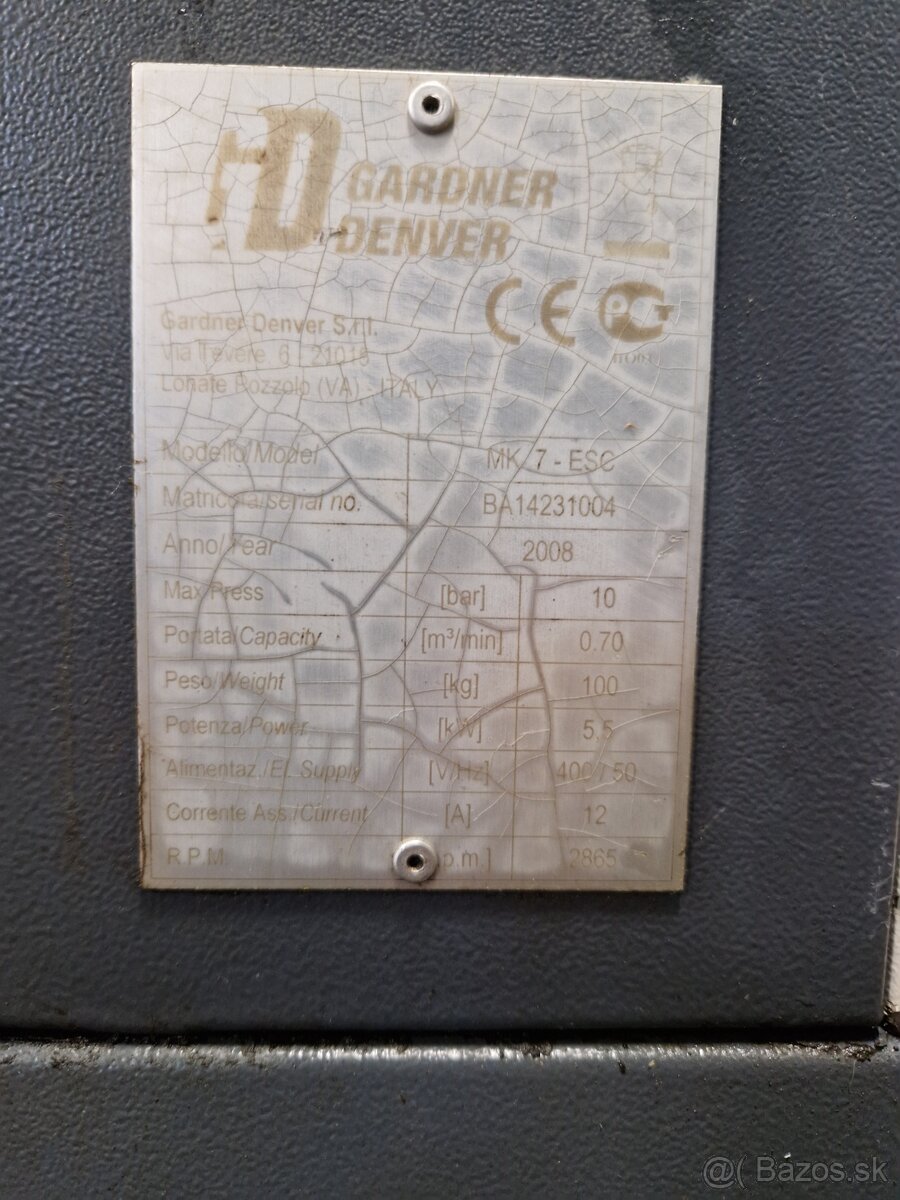 GARDNER
DENVER
CE
Gardner Denver S.r.l.
Via Tevere, 6 - 21015
Lonate Pozzolo (VA) - ITALY
Modello/Model MK 7 - ESC
Matricola/serial no. BA14231004
Anno/Year 2008
Max Press [bar] 10
Portata/Capacity [m³/min] 0.70
Peso/Weight [kg] 100
Potenza/Power [kW] 5.5
Alimentaz./El. Supply [V/Hz] 400 / 50
Corrente Ass./Current [A] 12
R.P.M. p.m.] 2865
@( Bazos.sk